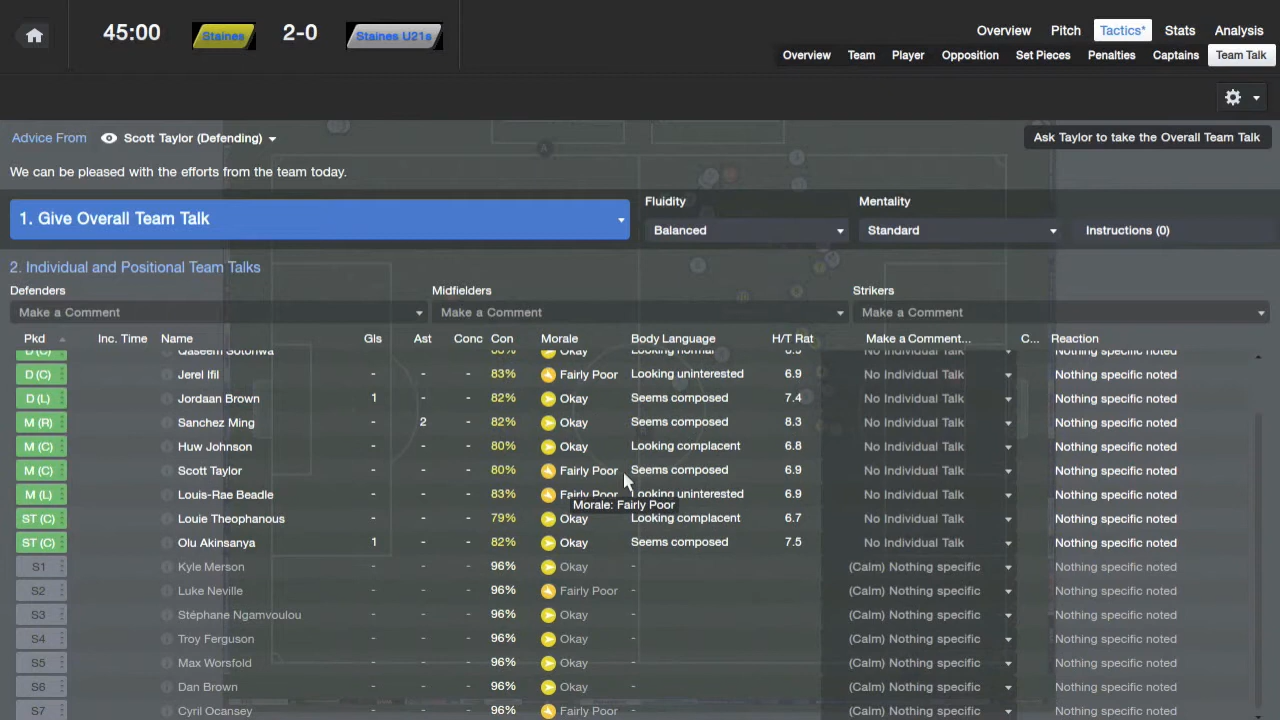 45:00 Staines 2-0 Staines U21s
Overview Pitch Tactics* Stats Analysis
Overview Team Player Opposition Set Pieces Penalties Captains Team Talk
Advice From Scott Taylor (Defending) Ask Taylor to take the Overall Team Talk
We can be pleased with the efforts from the team today.
Fluidity Mentality
1. Give Overall Team Talk Balanced Standard Instructions (0)
2. Individual and Positional Team Talks
Defenders Midfielders Strikers
Make a Comment Make a Comment Make a Comment
Pkd Inc. Time Name Gls Ast Conc Con Morale Body Language H/T Rat Make a Comment... C... Reaction
D (C) - - - Okay Looking normal No Individual Talk Nothing specific noted
D (C) Jerel Ifil - - - 83% Fairly Poor Looking uninterested 6.9 No Individual Talk Nothing specific noted
D (L) Jordaan Brown 1 - - 82% Okay Seems composed 7.4 No Individual Talk Nothing specific noted
M (R) Sanchez Ming - 2 - 82% Okay Seems composed 8.3 No Individual Talk Nothing specific noted
M (C) Huw Johnson - - - 80% Okay Looking complacent 6.8 No Individual Talk Nothing specific noted
M (C) Scott Taylor - - - 80% Fairly Poor Seems composed 6.9 No Individual Talk Nothing specific noted
M (L) Louis-Rae Beadle - - - 83% Fairly Poor Looking uninterested 6.9 No Individual Talk Nothing specific noted
Morale: Fairly Poor
ST (C) Louie Theophanous - - - 79% Okay Looking complacent 6.7 No Individual Talk Nothing specific noted
ST (C) Olu Akinsanya 1 - - 82% Okay Seems composed 7.5 No Individual Talk Nothing specific noted
S1 Kyle Merson - - - 96% Okay - (Calm) Nothing specific Nothing specific noted
S2 Luke Neville - - - 96% Fairly Poor - (Calm) Nothing specific Nothing specific noted
S3 Stéphane Ngamvoulou - - - 96% Okay - (Calm) Nothing specific Nothing specific noted
S4 Troy Ferguson - - - 96% Okay - (Calm) Nothing specific Nothing specific noted
S5 Max Worsfold - - - 96% Okay - (Calm) Nothing specific Nothing specific noted
S6 Dan Brown - - - 96% Okay - (Calm) Nothing specific Nothing specific noted
S7 Cyril Ocansey - - - 96% Fairly Poor - (Calm) Nothing specific Nothing specific noted